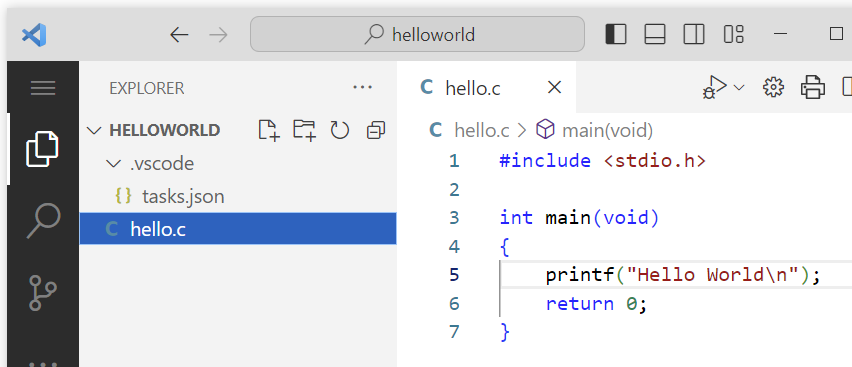 helloworld
EXPLORER
HELLOWORLD
.vscode
{} tasks.json
C hello.c
C hello.c
C hello.c > main(void)
1 #include <stdio.h>
2
3 int main(void)
4 {
5     printf("Hello World\n");
6     return 0;
7 }